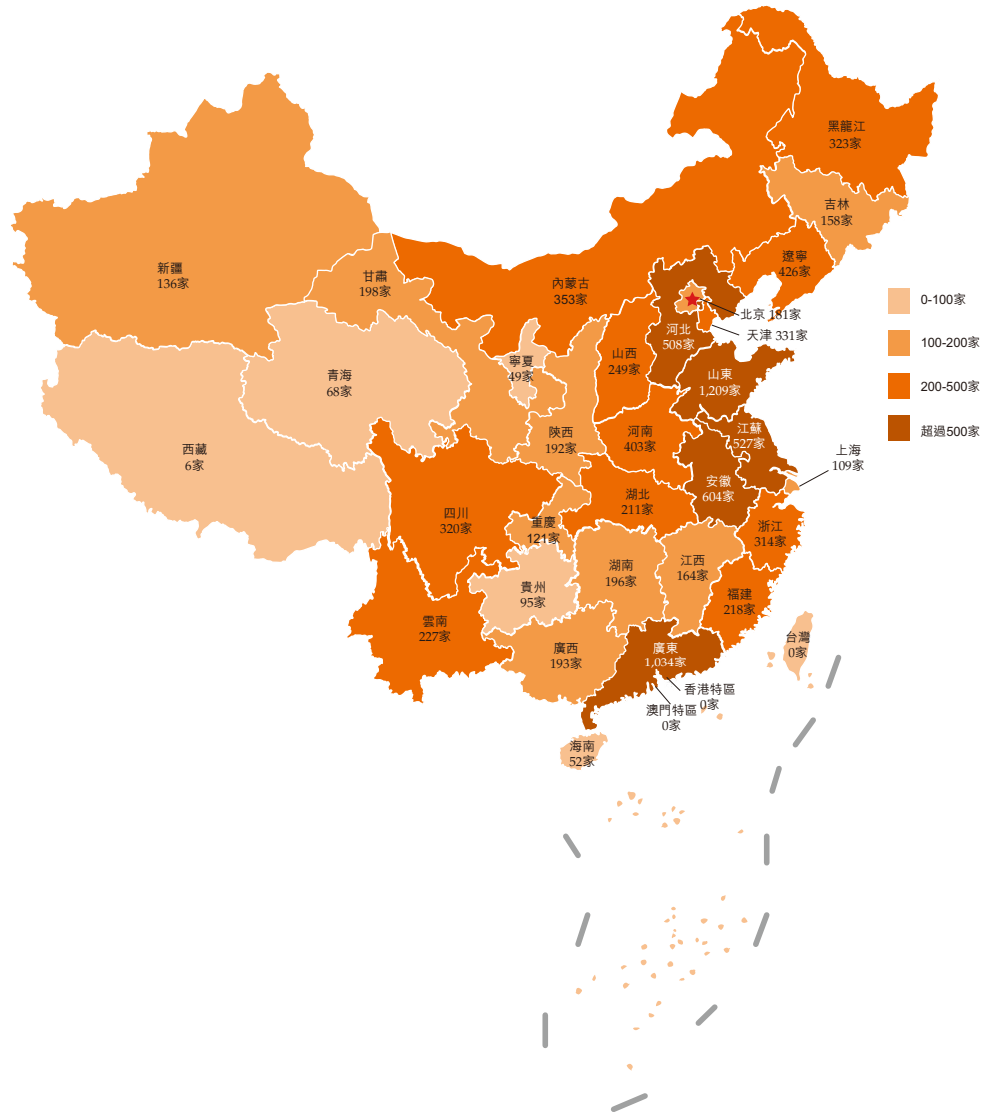 黑龍江
323家
吉林
158家
遼寧
426家
新疆
136家
甘肅
198家
內蒙古
353家
北京 181家
天津 331家
河北
508家
山西
249家
山東
1,209家
寧夏
49家
青海
68家
陝西
192家
河南
403家
江蘇
527家
上海
109家
西藏
6家
安徽
604家
湖北
211家
四川
320家
重慶
121家
浙江
314家
湖南
196家
江西
164家
貴州
95家
福建
218家
雲南
227家
廣西
193家
廣東
1,034家
台灣
0家
香港特區
0家
澳門特區
0家
海南
52家
0-100家
100-200家
200-500家
超過500家